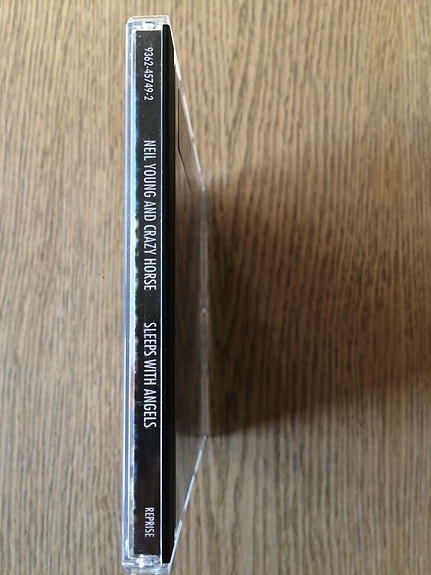 9362-45749-2
NEIL YOUNG AND CRAZY HORSE
SLEEPS WITH ANGELS
REPRISE